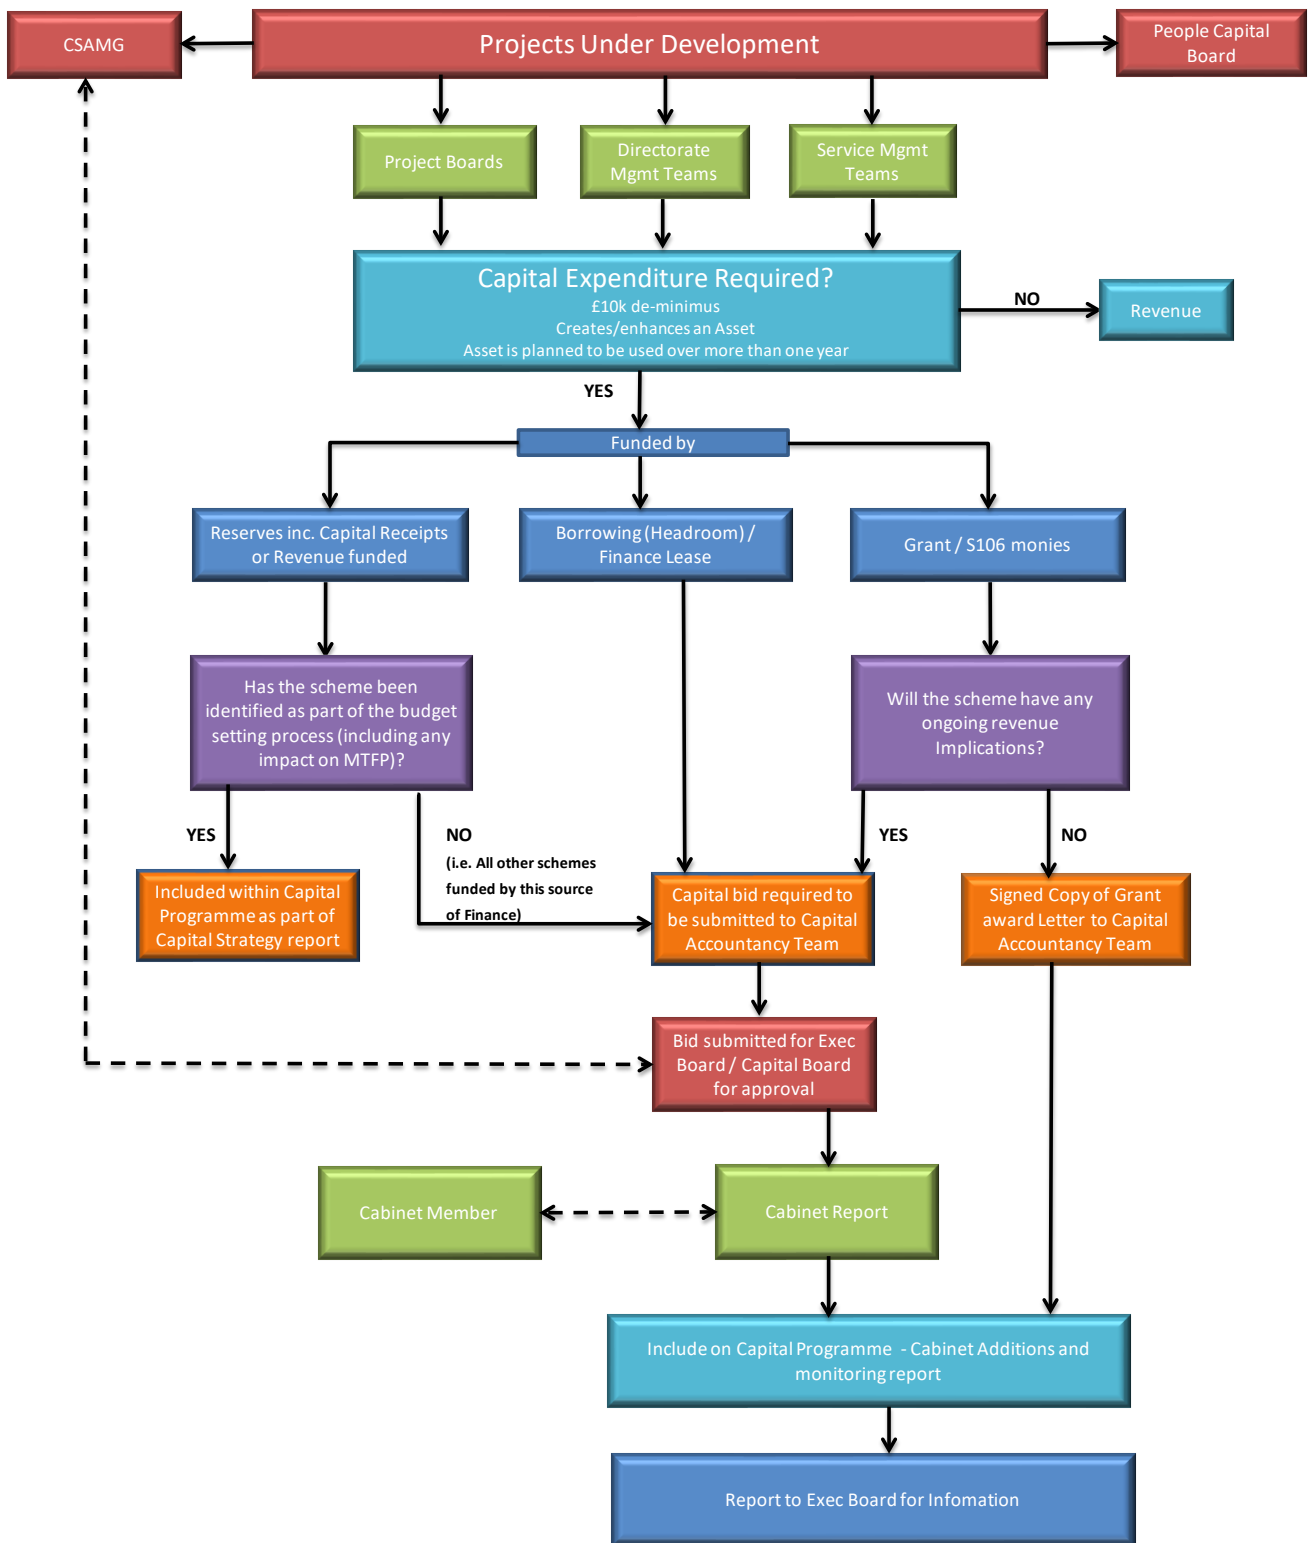 CSAMG
Projects Under Development
People Capital
Board
Project Boards
Directorate
Mgmt Teams
Service Mgmt
Teams
Capital Expenditure Required?
£10k de-minimus
Creates/enhances an Asset
Asset is planned to be used over more than one year
NO
Revenue
YES
Funded by
Reserves inc. Capital Receipts
or Revenue funded
Borrowing (Headroom) /
Finance Lease
Grant / S106 monies
Has the scheme been
identified as part of the budget
setting process (including any
impact on MTFP)?
Will the scheme have any
ongoing revenue
Implications?
YES
NO
(i.e. All other schemes
funded by this source
of Finance)
YES
NO
Included within Capital
Programme as part of
Capital Strategy report
Capital bid required to
be submitted to Capital
Accountancy Team
Signed Copy of Grant
award Letter to Capital
Accountancy Team
Bid submitted for Exec
Board / Capital Board
for approval
Cabinet Member
Cabinet Report
Include on Capital Programme - Cabinet Additions and
monitoring report
Report to Exec Board for Infomation